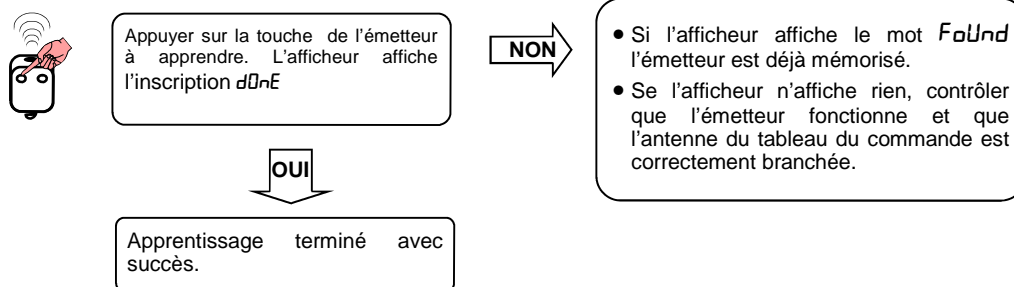 Appuyer sur la touche de l'émetteur
à apprendre. L'afficheur affiche
l'inscription dOnE
NON
• Si l'afficheur affiche le mot FoUnd
l'émetteur est déjà mémorisé.
• Se l'afficheur n'affiche rien, contrôler
que l'émetteur fonctionne et que
l'antenne du tableau du commande est
correctement branchée.
OUI
Apprentissage terminé avec
succès.